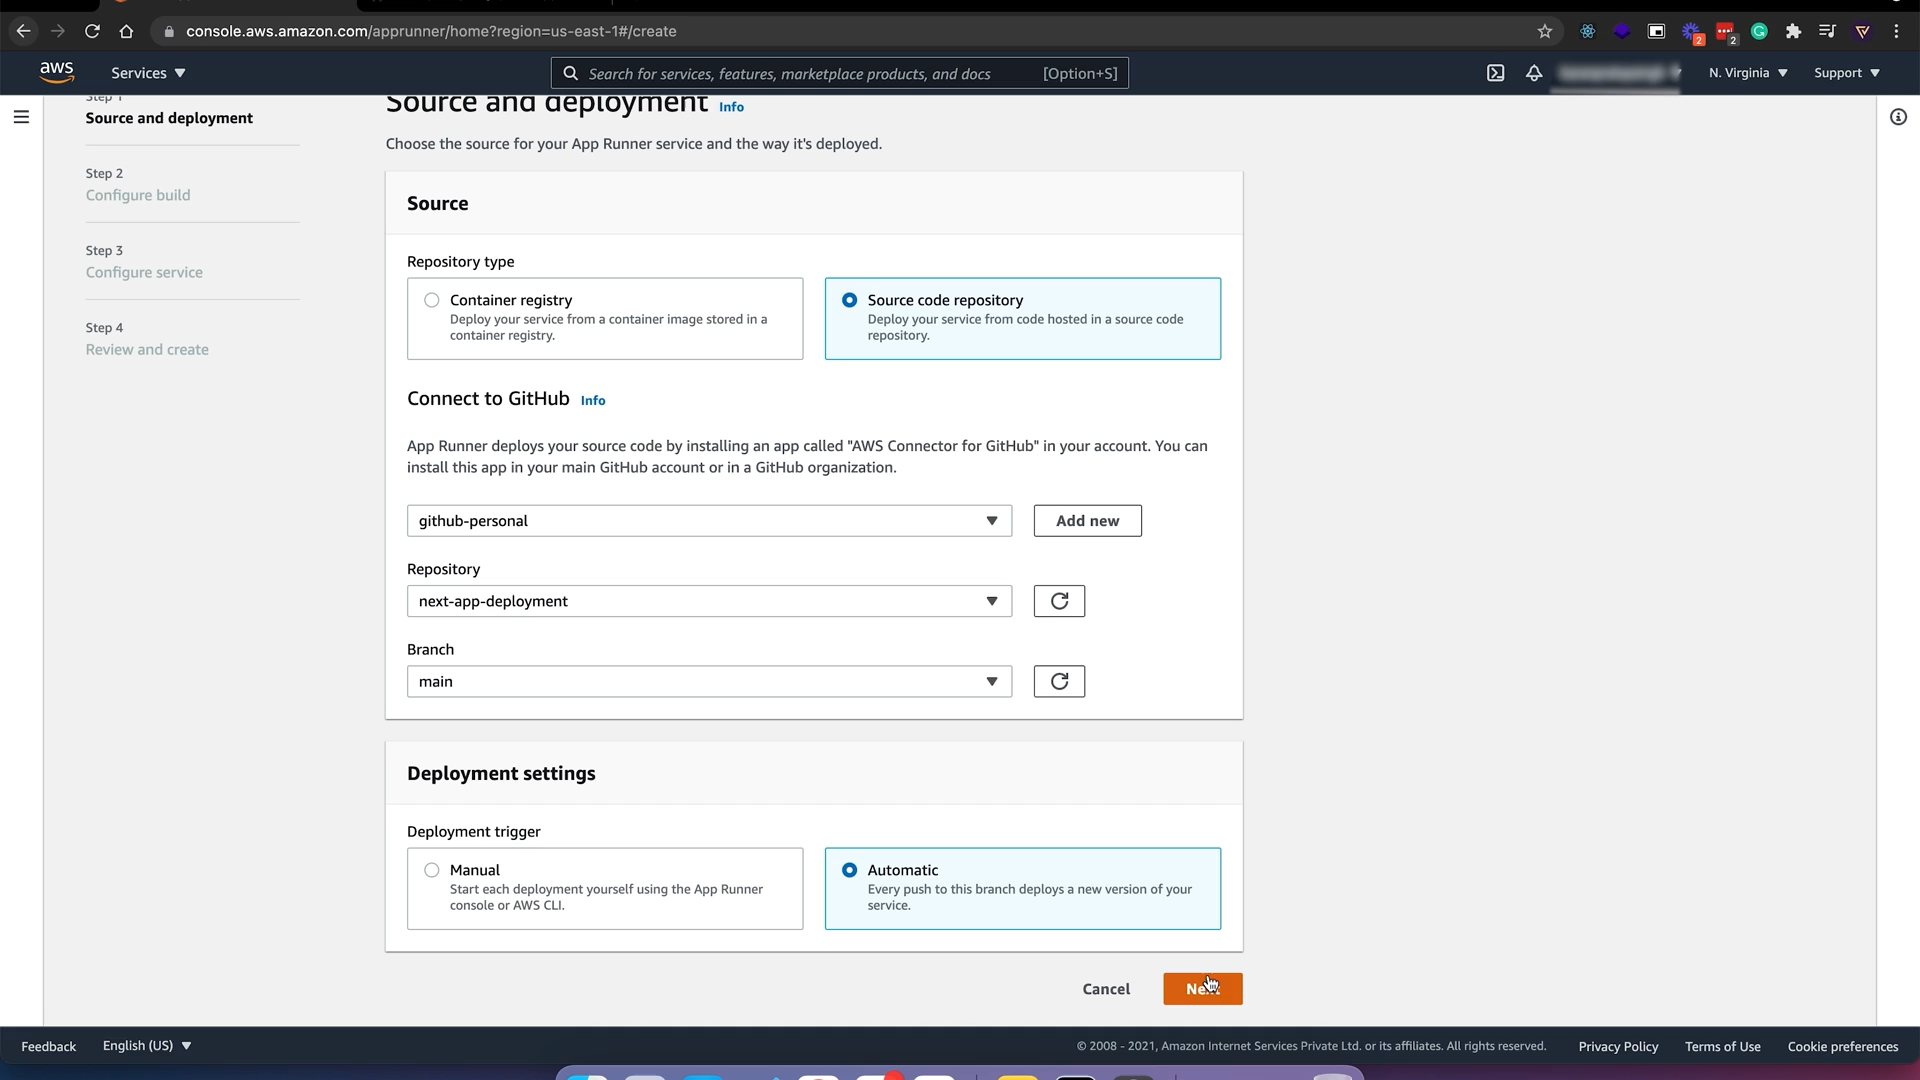 console.aws.amazon.com/apprunner/home?region=us-east-1#/create
2
2
aws
Services
Search for services, features, marketplace products, and docs [Option+S]
N. Virginia
Support
Step 1
Source and deployment
Step 2
Configure build
Step 3
Configure service
Step 4
Review and create
Source and deployment Info
Choose the source for your App Runner service and the way it's deployed.
Source
Repository type
Container registry
Deploy your service from a container image stored in a
container registry.
Source code repository
Deploy your service from code hosted in a source code
repository.
Connect to GitHub Info
App Runner deploys your source code by installing an app called "AWS Connector for GitHub" in your account. You can
install this app in your main GitHub account or in a GitHub organization.
github-personal
Add new
Repository
next-app-deployment
Branch
main
Deployment settings
Deployment trigger
Manual
Start each deployment yourself using the App Runner
console or AWS CLI.
Automatic
Every push to this branch deploys a new version of your
service.
Cancel
Next
Feedback
English (US)
© 2008 - 2021, Amazon Internet Services Private Ltd. or its affiliates. All rights reserved.
Privacy Policy
Terms of Use
Cookie preferences